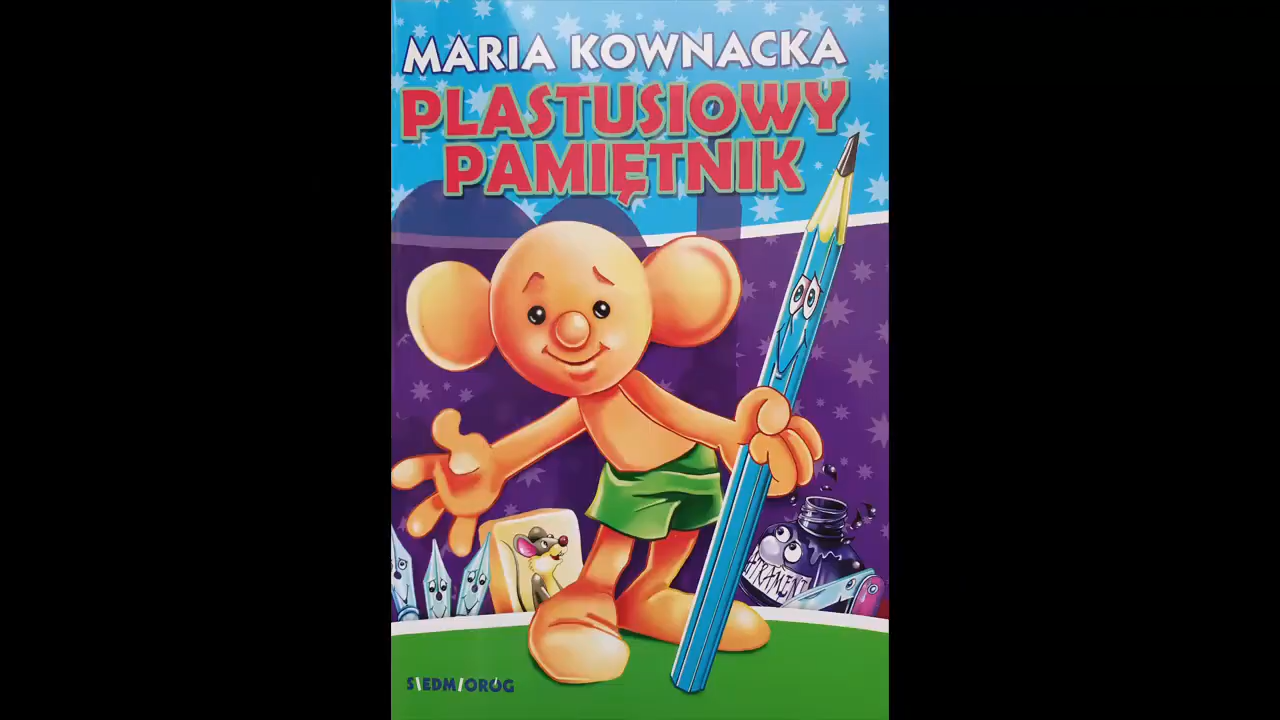 MARIA KOWNACKA
PLASTUSIOWY
PAMIĘTNIK
ATRAMENT
SIEDMIORÓG